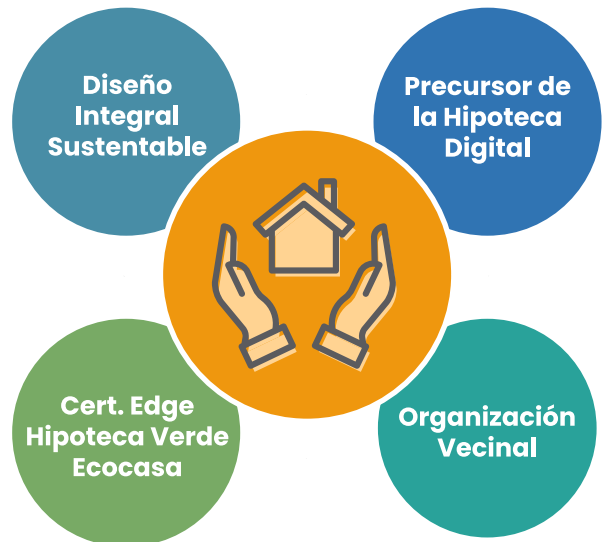 Diseño
Integral
Sustentable
Precursor de
la Hipoteca
Digital
Cert. Edge
Hipoteca Verde
Ecocasa
Organización
Vecinal